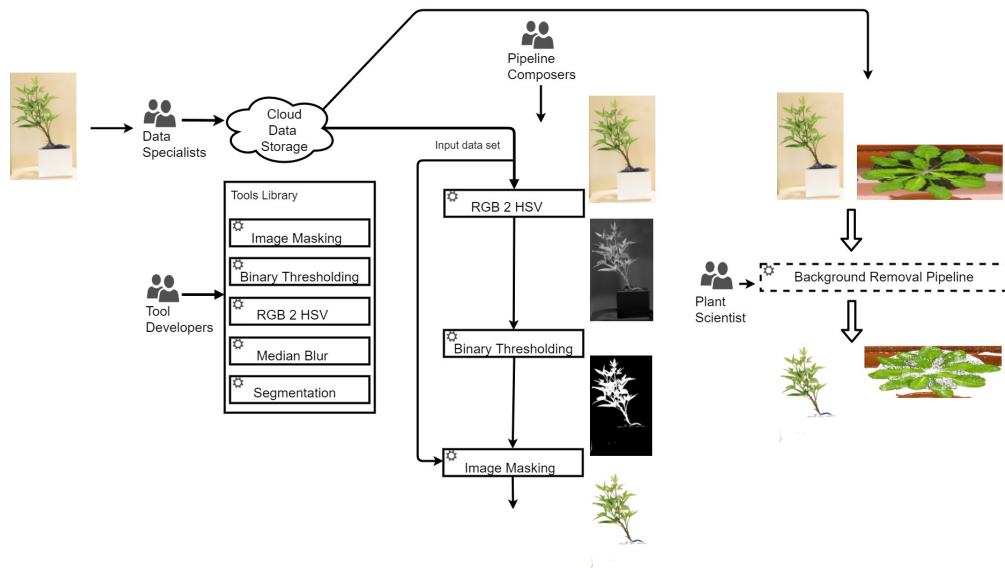 Pipeline
Composers
Cloud
Data
Storage
Data
Specialists
Input data set
Tools Library
Image Masking
Binary Thresholding
RGB 2 HSV
Median Blur
Segmentation
Tool
Developers
RGB 2 HSV
Binary Thresholding
Image Masking
Plant
Scientist
Background Removal Pipeline